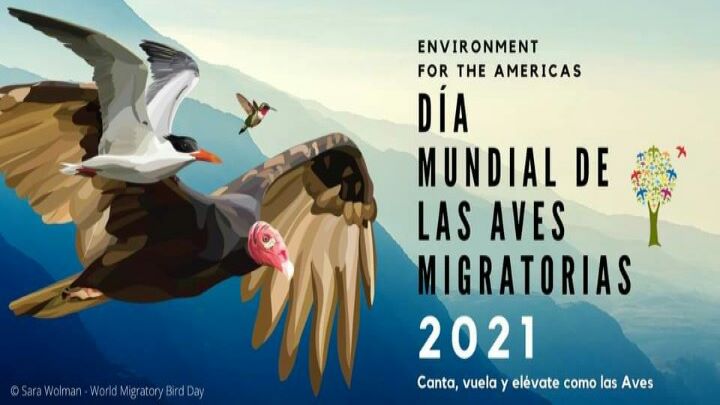 ENVIRONMENT
FOR THE AMERICAS
DÍA
MUNDIAL DE
LAS AVES
MIGRATORIAS
2021
Canta, vuela y elévate como las Aves
© Sara Wolman - World Migratory Bird Day